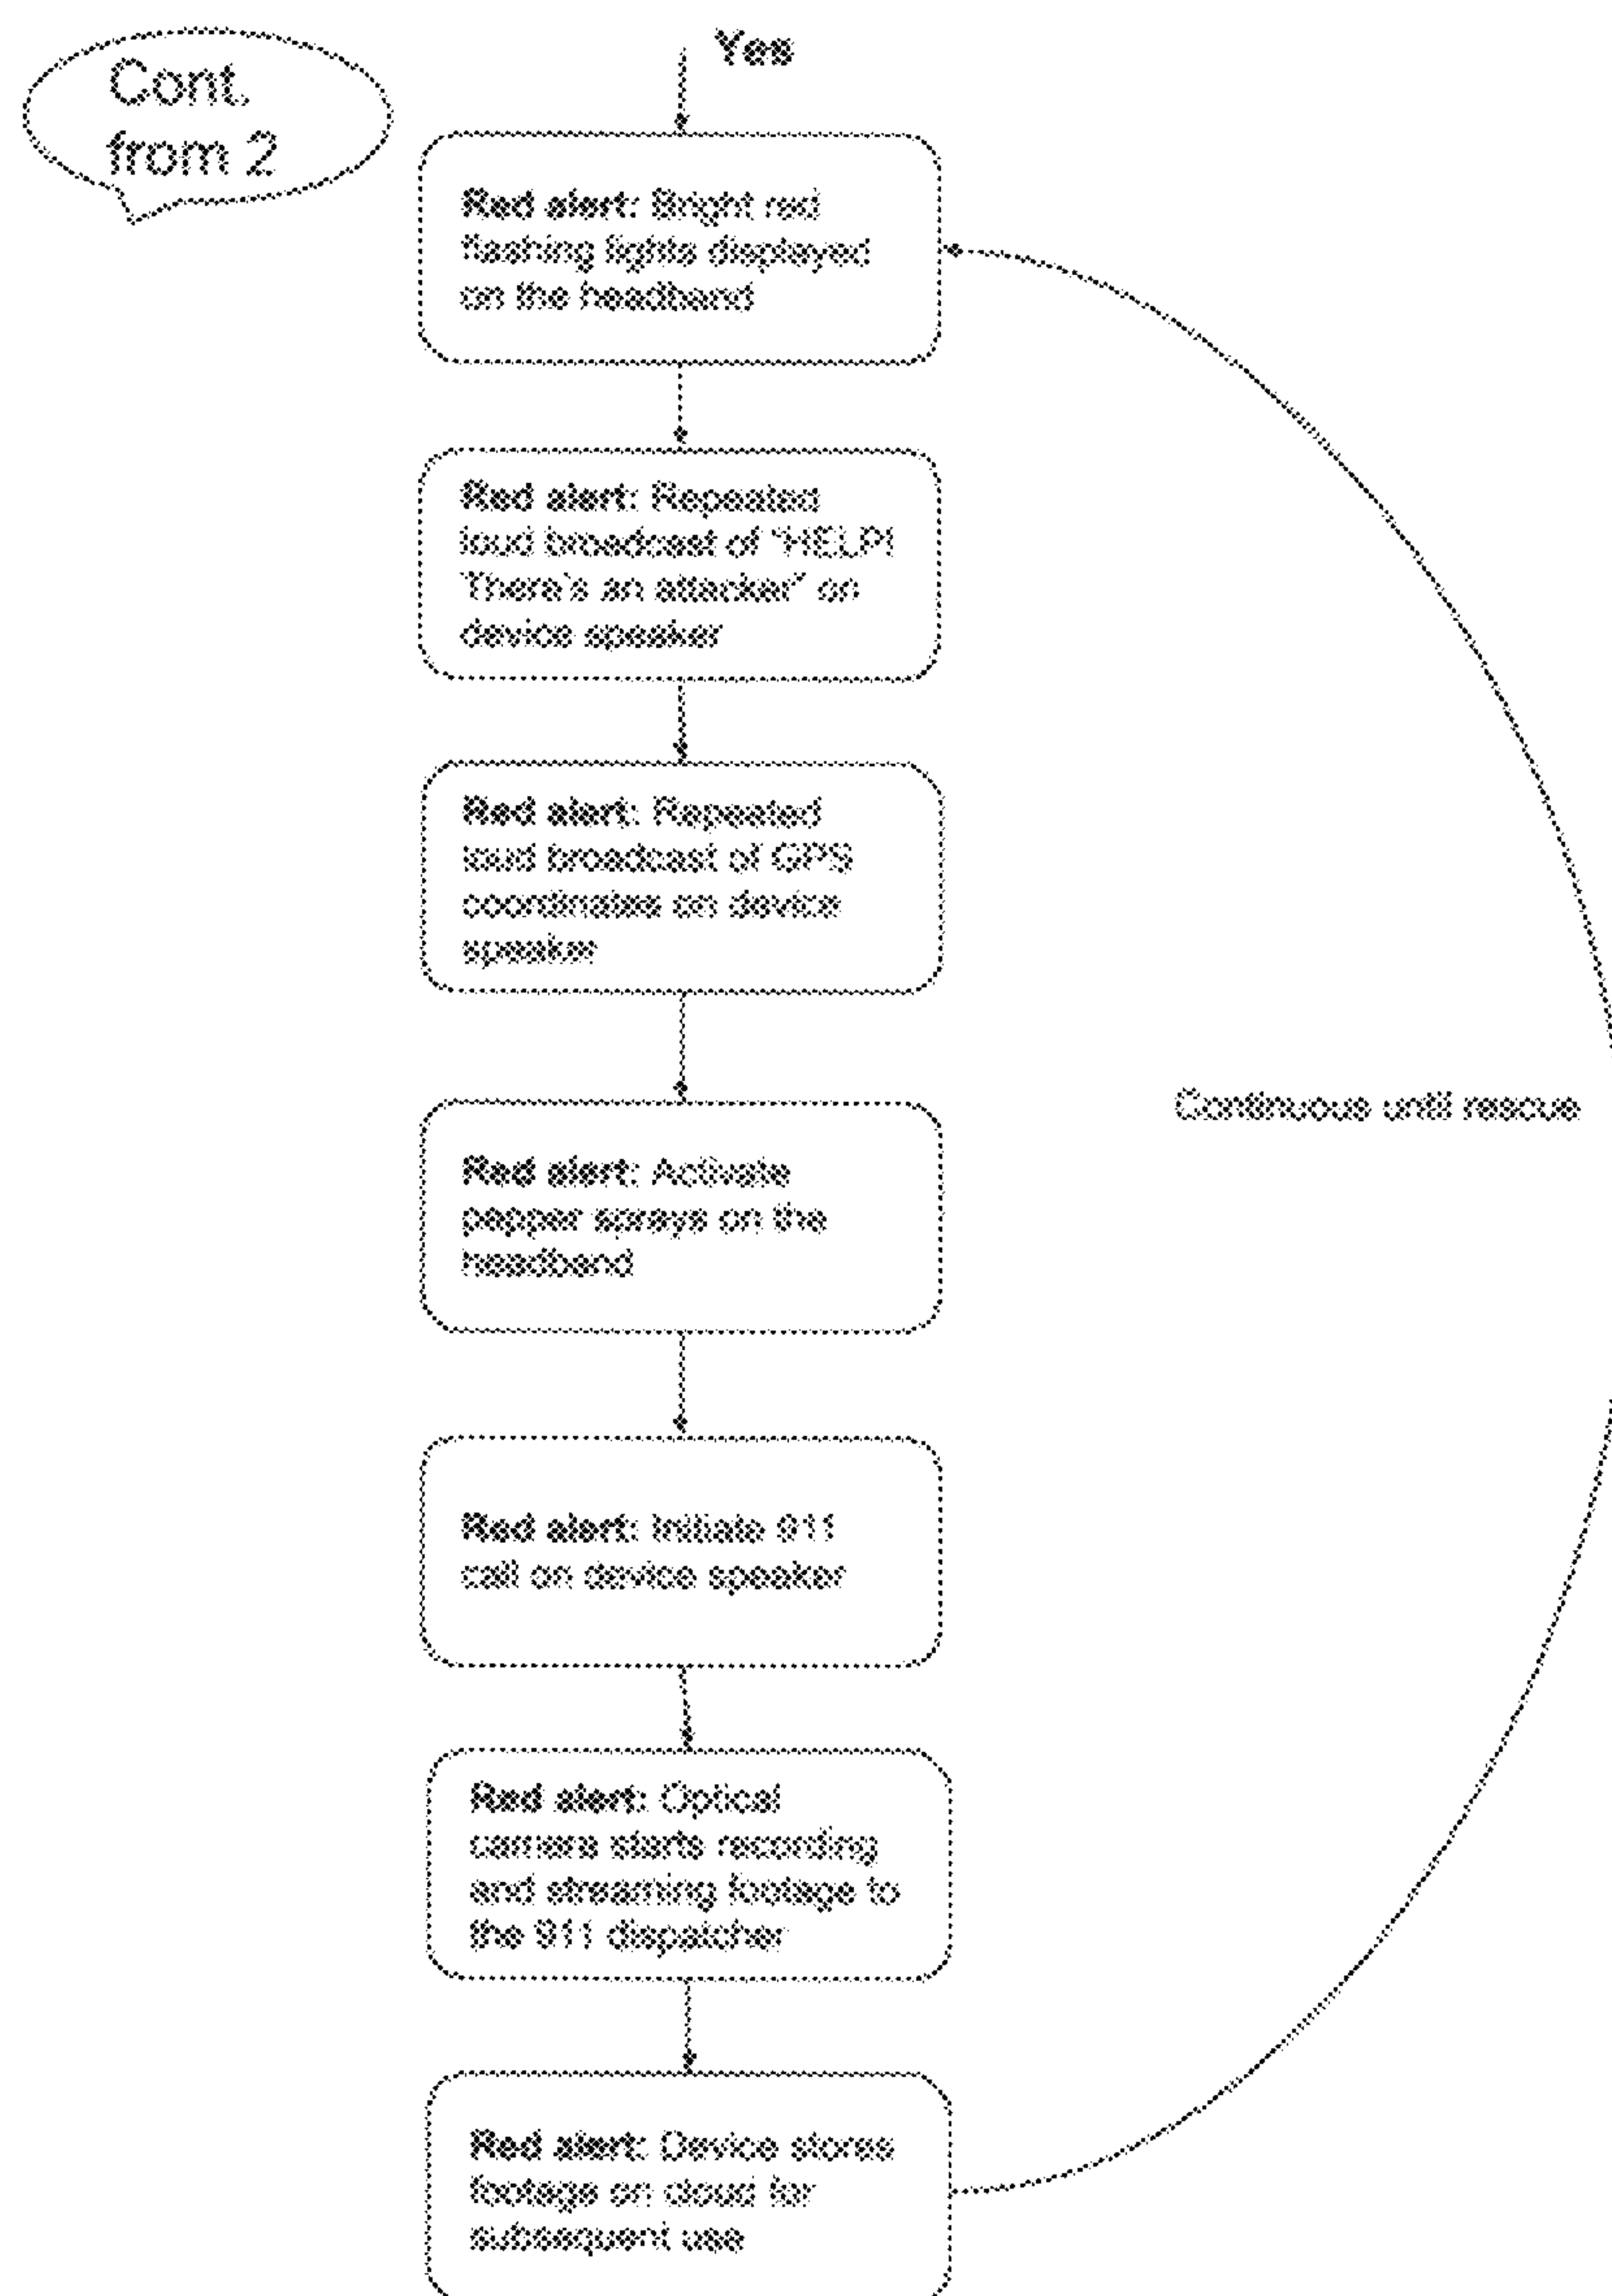 Cont.
from 2
Yes
Red alert: Bright red
flashing lights displayed
on the headband
Red alert: Repeated
loud broadcast of "HELP!
There's an attacker" on
device speaker
Red alert: Repeated
loud broadcast of GPS
coordinates on device
speaker
Continuous until rescue
Red alert: Activate
pepper sprays on the
headband
Red alert: Initiate 911
call on device speaker
Red alert: Optical
camera starts recording
and streaming footage to
the 911 dispatcher
Red alert: Device stores
footage on cloud for
subsequent use